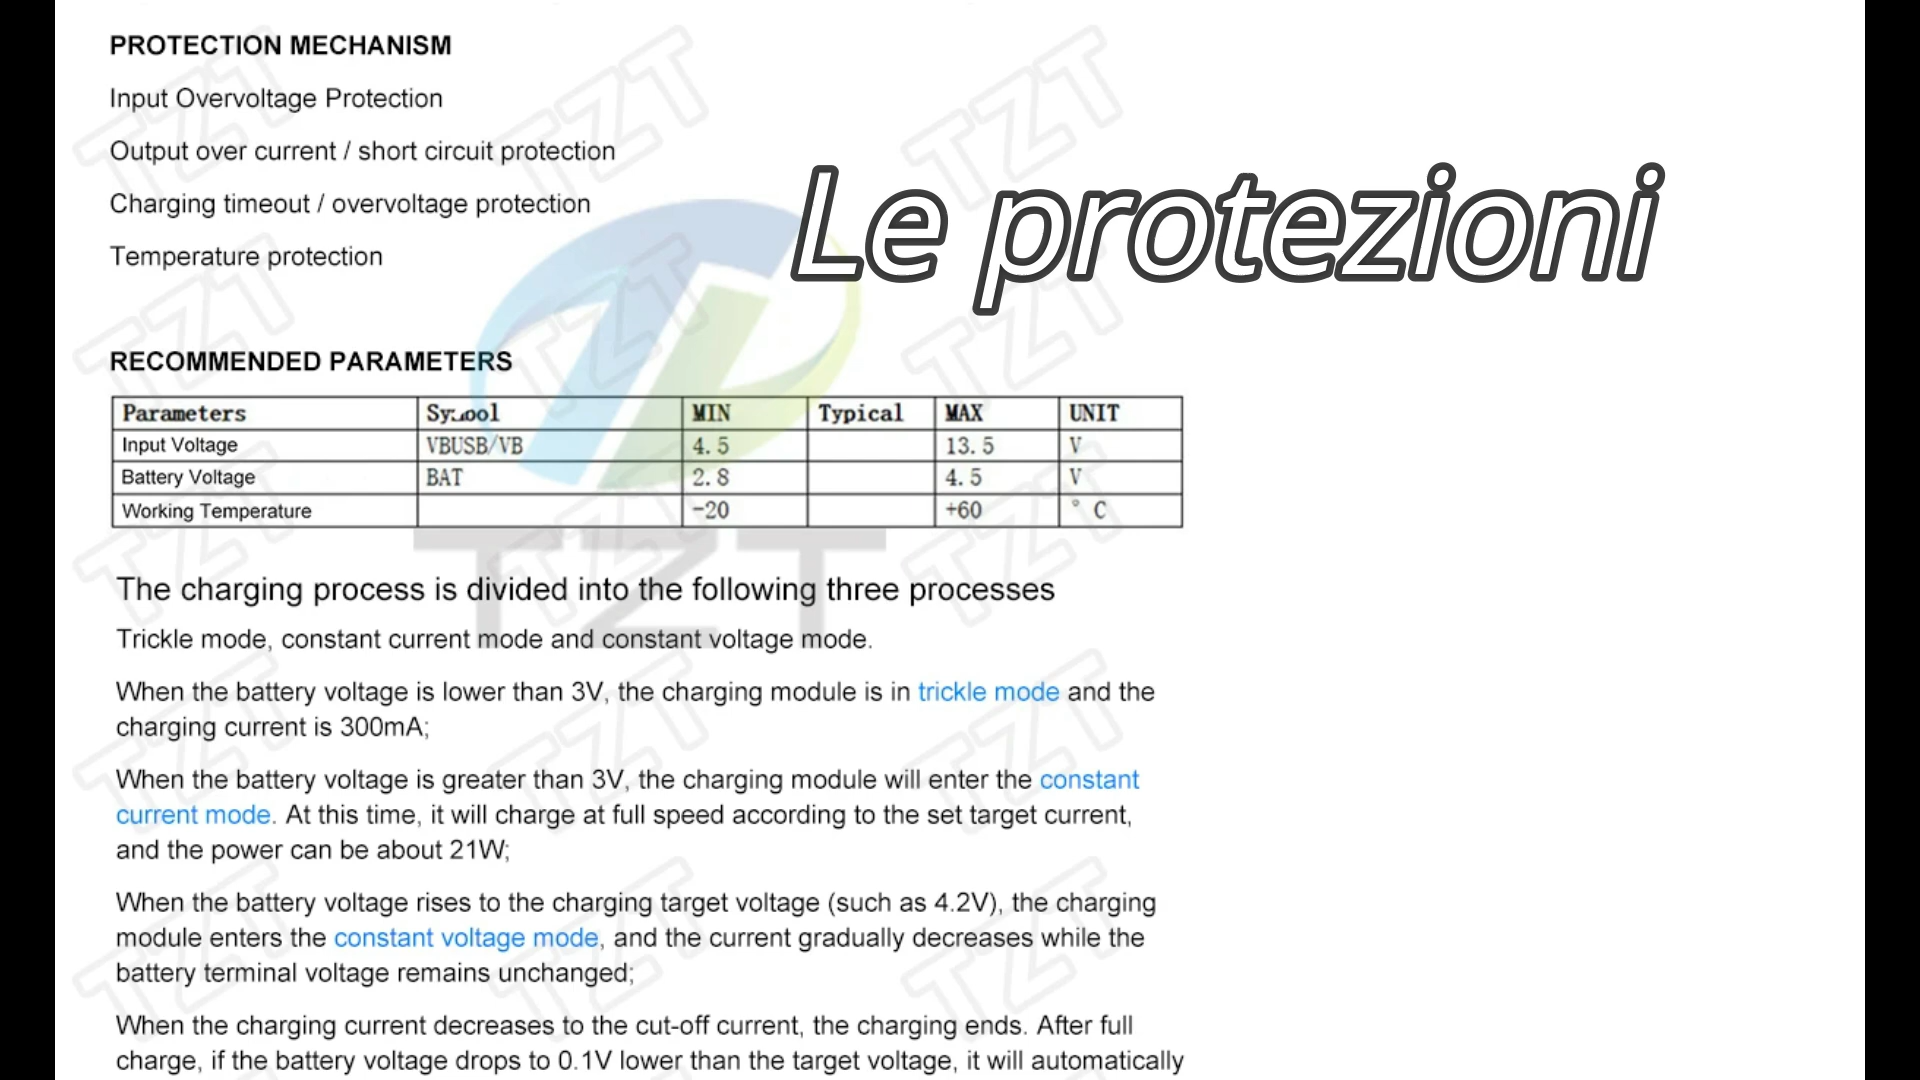 PROTECTION MECHANISM
Input Overvoltage Protection
Output over current / short circuit protection
Charging timeout / overvoltage protection
Temperature protection
Le protezioni
RECOMMENDED PARAMETERS
Parameters MIN Typical MAX UNIT
Input Voltage VBUSB/VB 4.5 13.5 V
Battery Voltage BAT 2.8 4.5 V
Working Temperature -20 +60 ° C
TZT
The charging process is divided into the following three processes
Trickle mode, constant current mode and constant voltage mode.
When the battery voltage is lower than 3V, the charging module is in trickle mode and the
charging current is 300mA;
When the battery voltage is greater than 3V, the charging module will enter the constant
current mode. At this time, it will charge at full speed according to the set target current,
and the power can be about 21W;
When the battery voltage rises to the charging target voltage (such as 4.2V), the charging
module enters the constant voltage mode, and the current gradually decreases while the
battery terminal voltage remains unchanged;
When the charging current decreases to the cut-off current, the charging ends. After full
charge, if the battery voltage drops to 0.1V lower than the target voltage, it will automatically